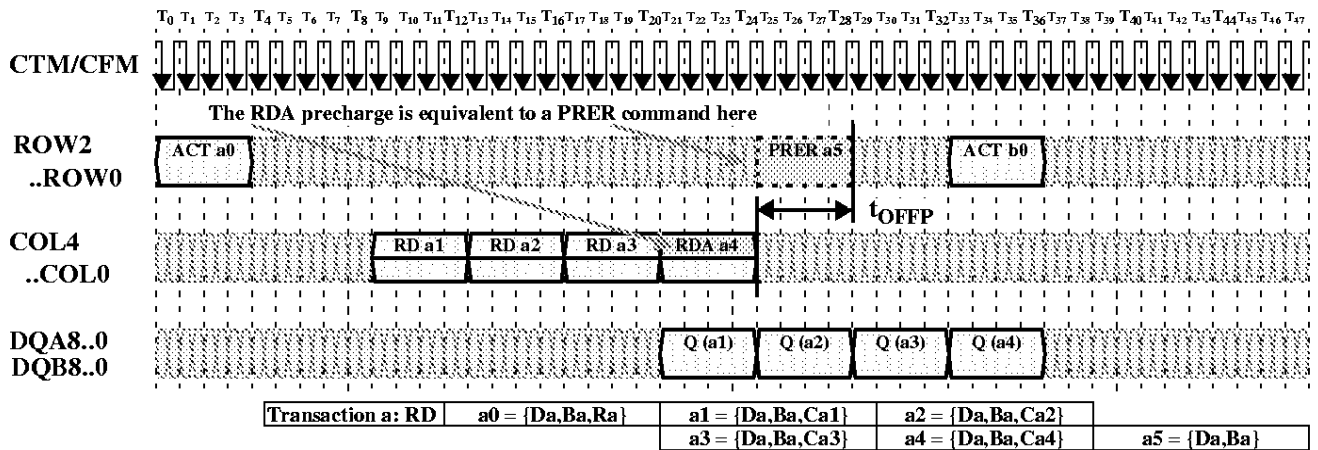 T0 T1 T2 T3 T4 T5 T6 T7 T8 T9 T10 T11 T12 T13 T14 T15 T16 T17 T18 T19 T20 T21 T22 T23 T24 T25 T26 T27 T28 T29 T30 T31 T32 T33 T34 T35 T36 T37 T38 T39 T40 T41 T42 T43 T44 T45 T46 T47
CTM/CFM
The RDA precharge is equivalent to a PRER command here
ROW2
..ROW0
ACT a0 PRER a5 ACT b0
tOFFP
COL4
..COL0
RD a1 RD a2 RD a3 RDA a4
DQA8..0
DQB8..0
Q (a1) Q (a2) Q (a3) Q (a4)
Transaction a: RD a0 = {Da,Ba,Ra} a1 = {Da,Ba,Ca1} a2 = {Da,Ba,Ca2}
a3 = {Da,Ba,Ca3} a4 = {Da,Ba,Ca4} a5 = {Da,Ba}